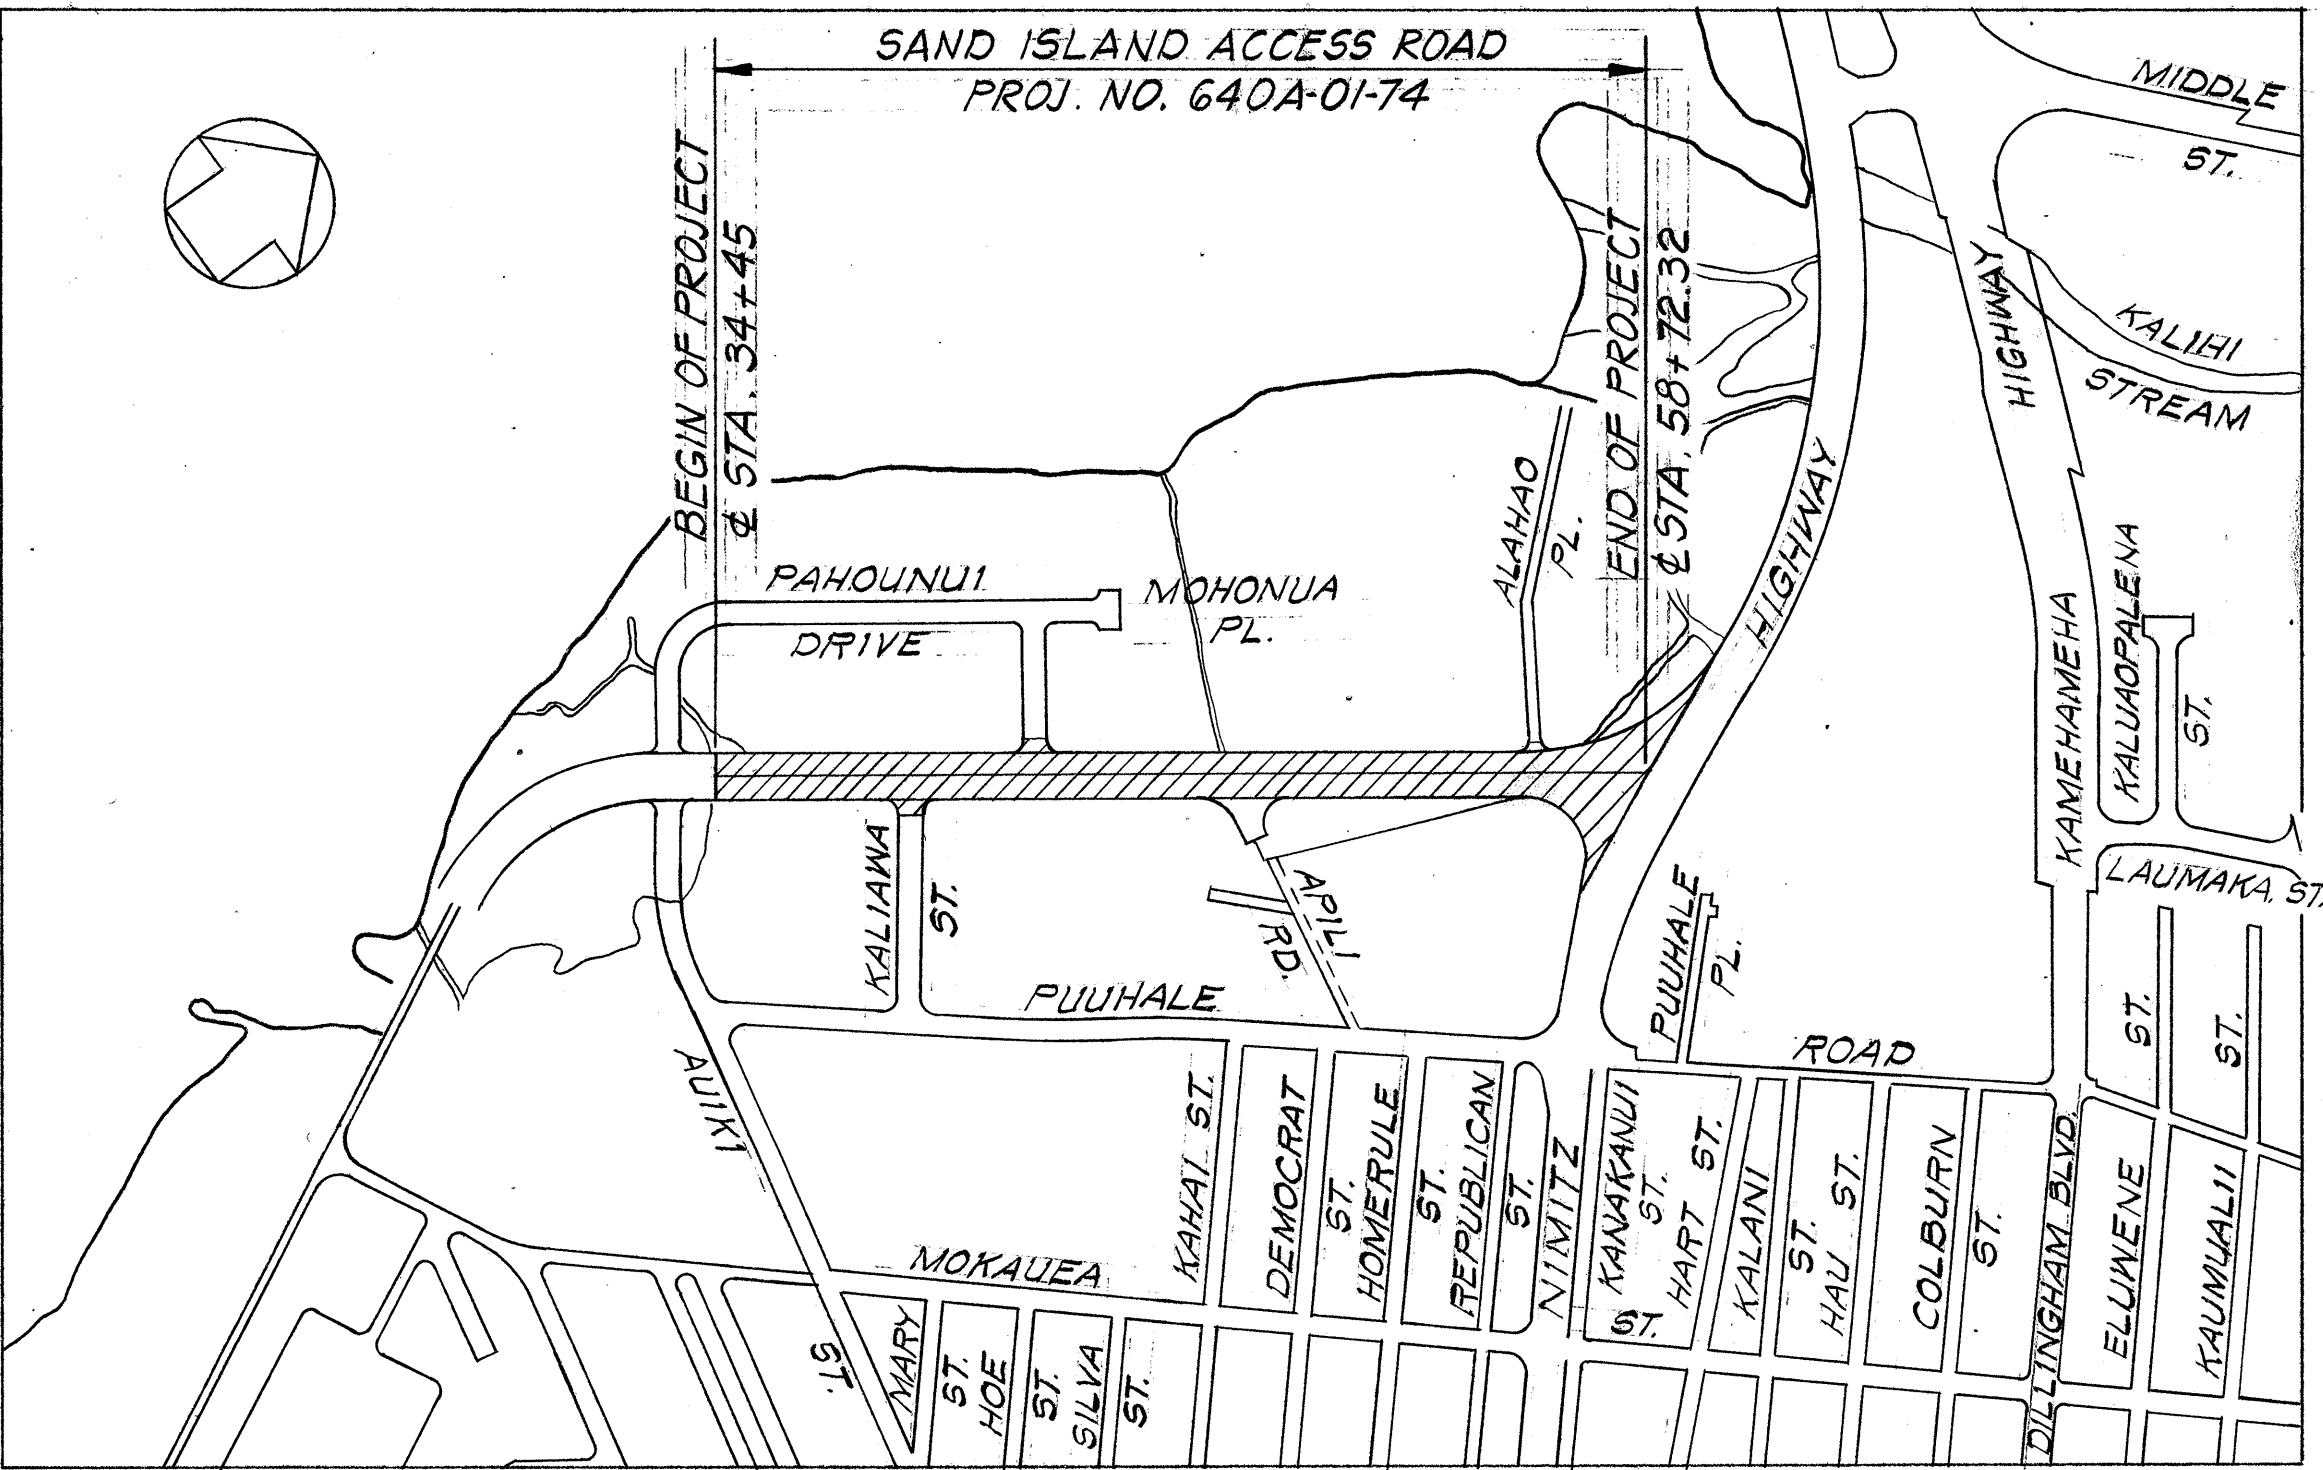 SAND ISLAND ACCESS ROAD
PROJ. NO. 640A-01-74
BEGIN OF PROJECT
℄ STA. 34+45
END OF PROJECT
℄ STA. 58+72.32
MIDDLE
ST.
KALIHI
STREAM
HIGHWAY
KAMEHAMEHA
HIGHWAY
NIMITZ
PAHOUNUI
DRIVE
MOHONUA
PL.
ALAHAO
PL.
KALUAOPALENA
ST.
LAUMAKA ST.
KALIAWA
ST.
APILI
RD.
PUUHALE
PL.
PUUHALE
ROAD
AUIKI
ST.
MOKAUEA
ST.
KAHAI ST.
DEMOCRAT
ST.
HOMERULE
ST.
REPUBLICAN
ST.
KANAKANUI
ST.
HART ST.
KALANI
ST.
HAU ST.
COLBURN
ST.
DILLINGHAM BLVD.
ELUWENE
ST.
KAUMUALII
ST.
MARY
ST.
HOE
ST.
SILVA
ST.